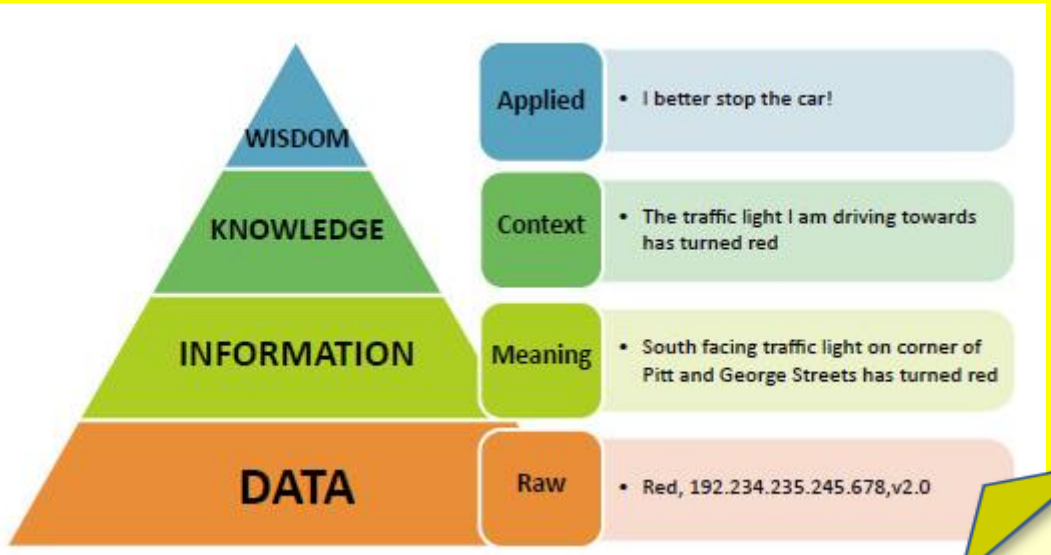 WISDOM
Applied
• I better stop the car!
KNOWLEDGE
Context
• The traffic light I am driving towards
has turned red
INFORMATION
Meaning
• South facing traffic light on corner of
Pitt and George Streets has turned red
DATA
Raw
• Red, 192.234.235.245.678,v2.0